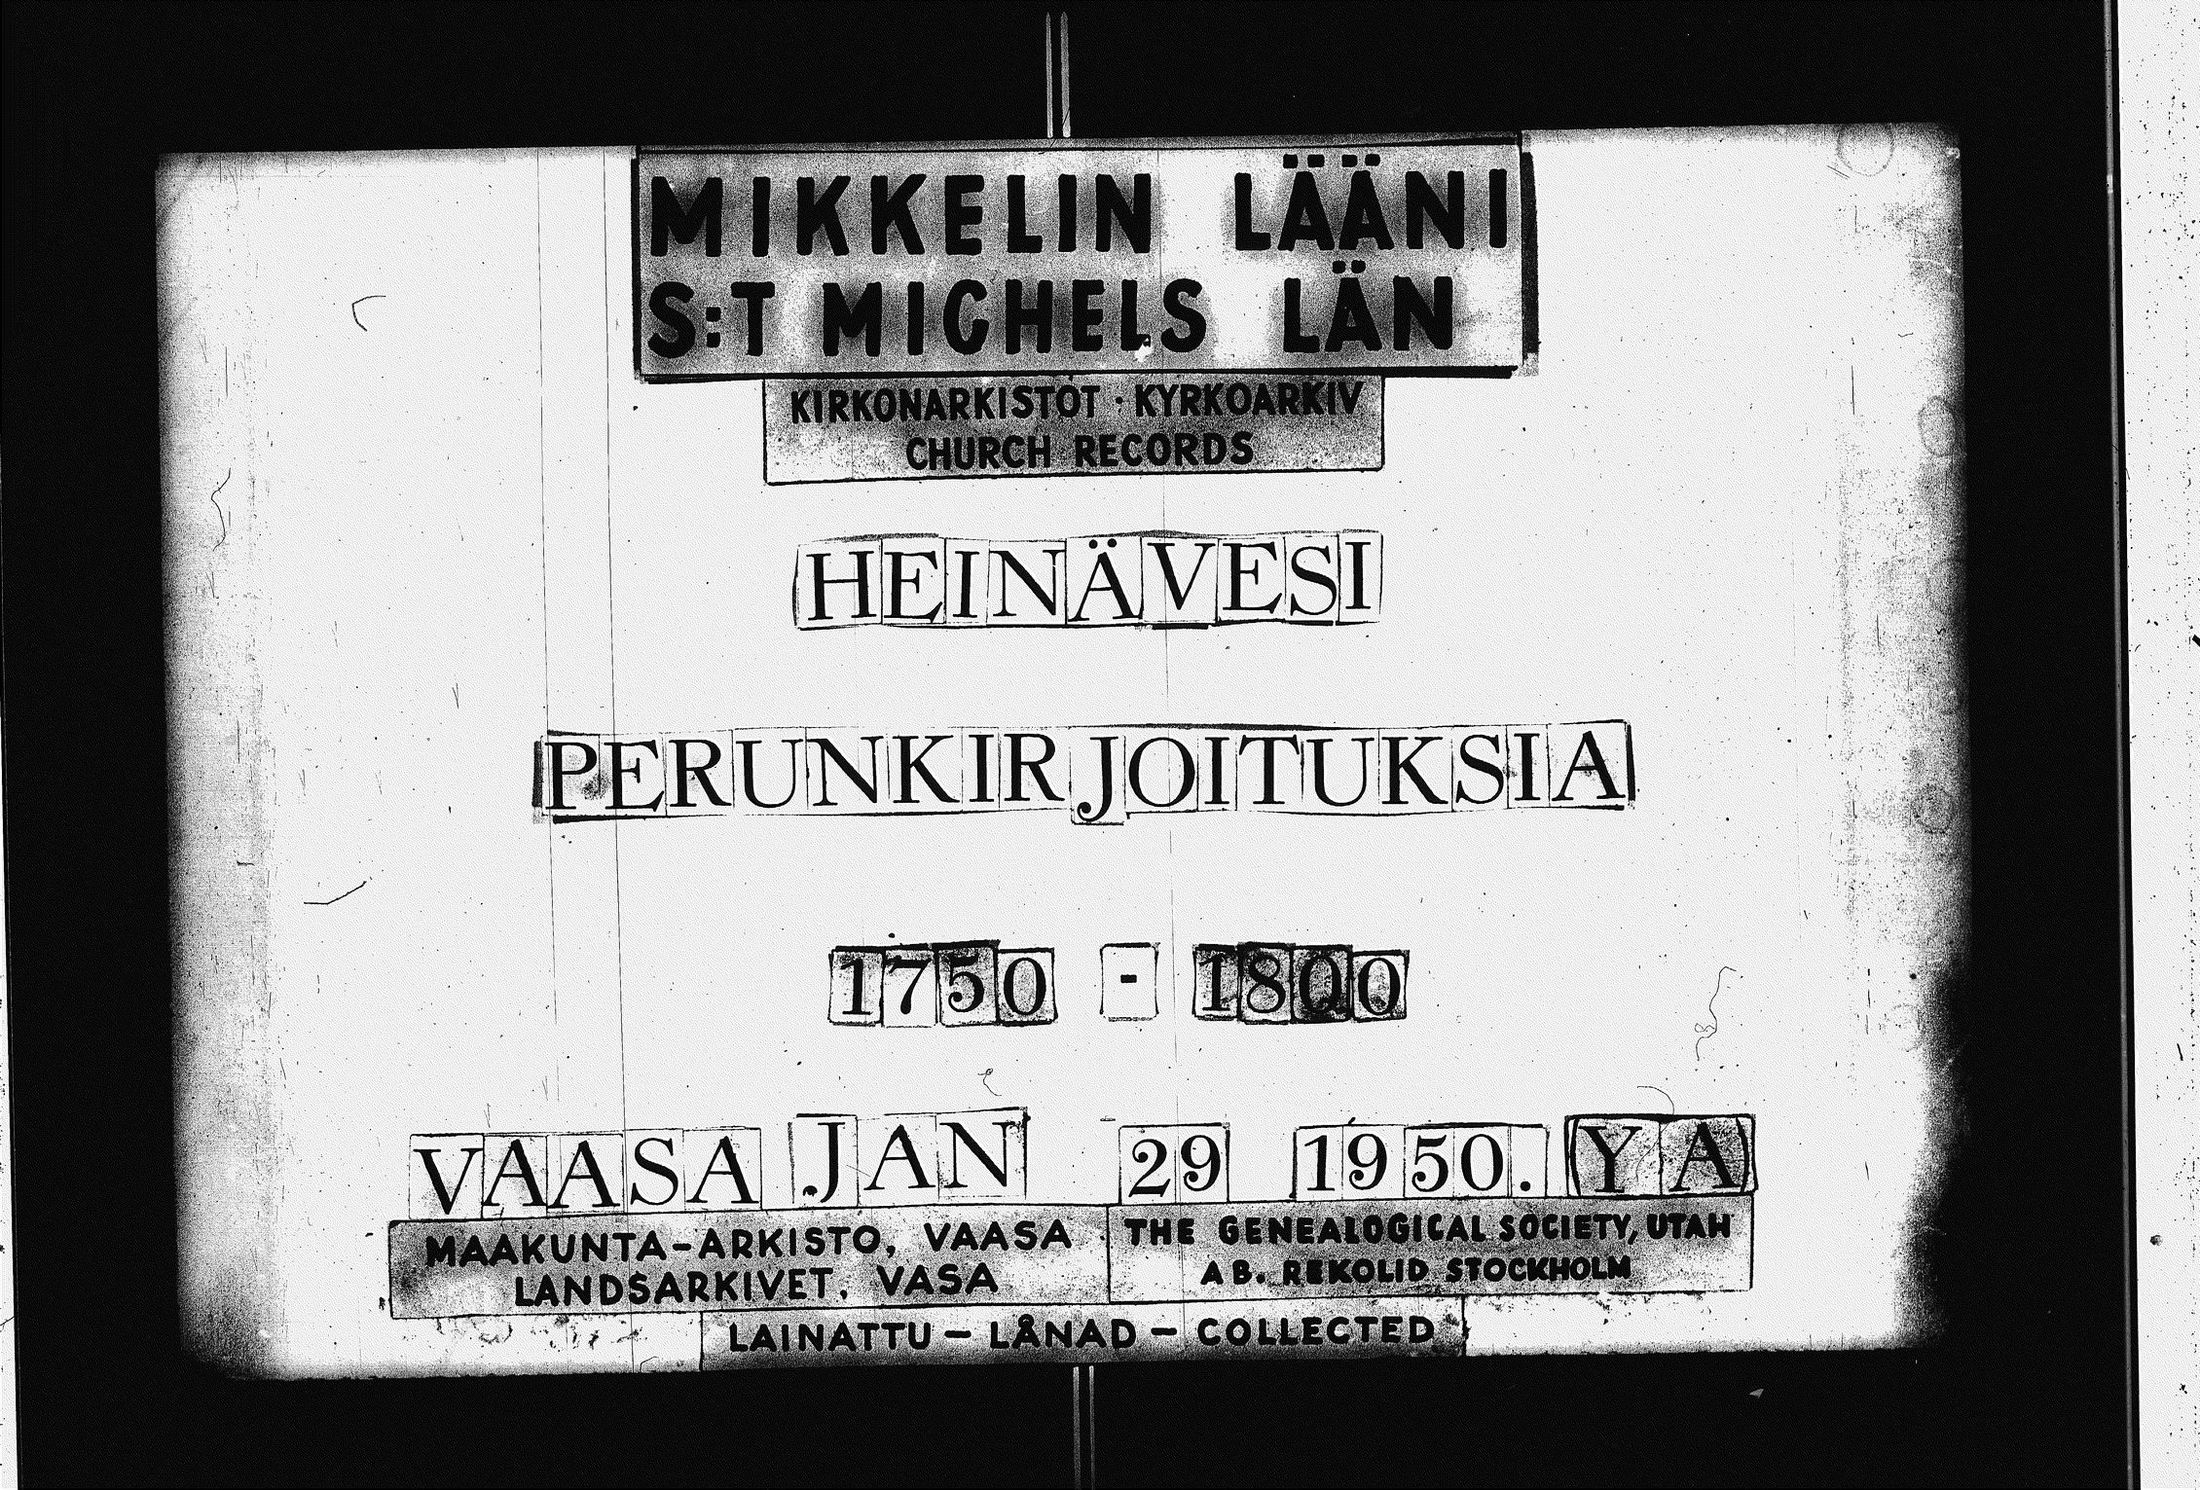 MIKKELIN LÄÄNI
S:T MICHELS LÄN
KIRKONARKISTOT · KYRKOARKIV
CHURCH RECORDS
HEINÄVESI
PERUNKIRJOITUKSIA
1750 - 1800
VAASA JAN 29 1950. (YA)
MAAKUNTA-ARKISTO, VAASA
LANDSARKIVET, VASA
THE GENEALOGICAL SOCIETY, UTAH
AB. REKOLID STOCKHOLM
LAINATTU - LÅNAD - COLLECTED